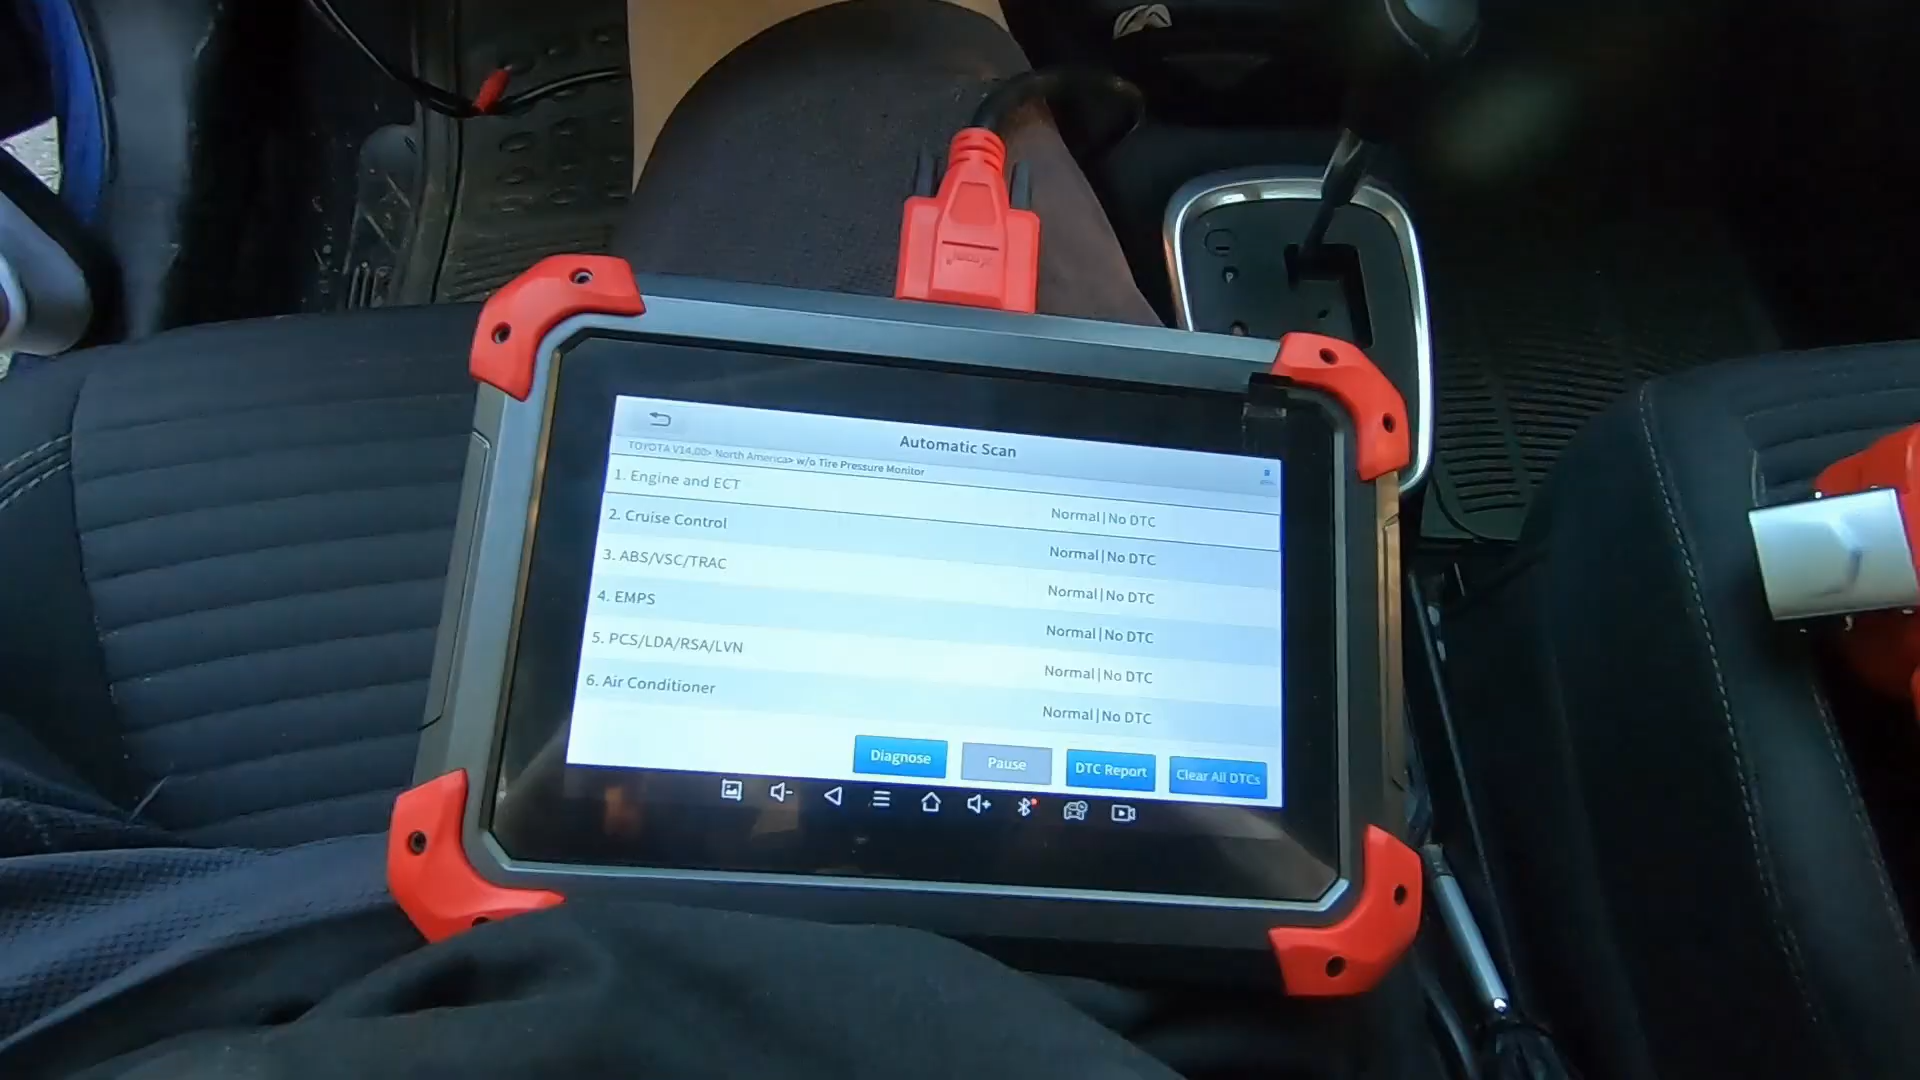 Automatic Scan
TOYOTA V14.00> North America> w/o Tire Pressure Monitor
1. Engine and ECT
Normal|No DTC
2. Cruise Control
Normal|No DTC
3. ABS/VSC/TRAC
Normal|No DTC
4. EMPS
Normal|No DTC
5. PCS/LDA/RSA/LVN
Normal|No DTC
6. Air Conditioner
Normal|No DTC
Diagnose
Pause
DTC Report
Clear All DTCs
P